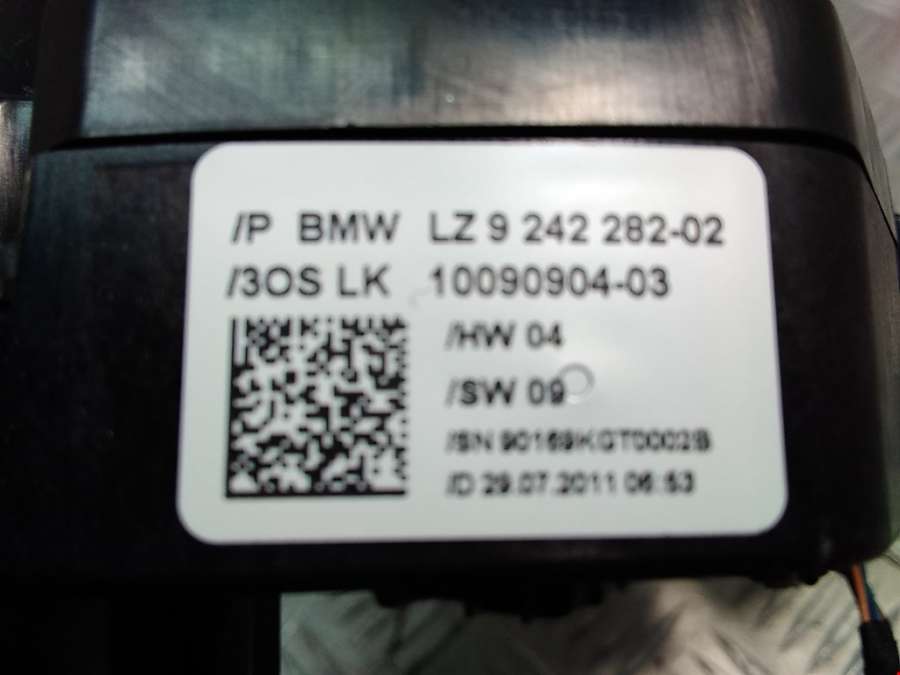 /P BMW LZ 9 242 282-02
/3OS LK 10090904-03
/HW 04
/SW 09
/SN 90169KGT0002B
/D 29.07.2011 06:53